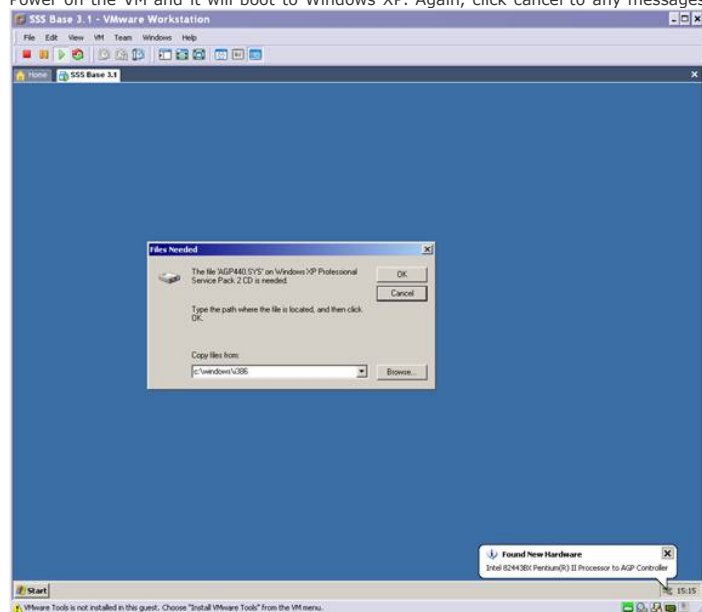 Power on the VM and it will boot to Windows XP. Again, click cancel to any messages
SSS Base 3.1 - VMware Workstation
File Edit View VM Team Windows Help
Home SSS Base 3.1
Files Needed
The file 'AGP440.SYS' on Windows XP Professional
Service Pack 2 CD is needed.
OK
Cancel
Type the path where the file is located, and then click
OK.
Copy files from:
c:\windows\i386
Browse...
Found New Hardware
Intel 82443BX Pentium(R) II Processor to AGP Controller
Start
15:15
VMware Tools is not installed in this guest. Choose "Install VMware Tools" from the VM menu.